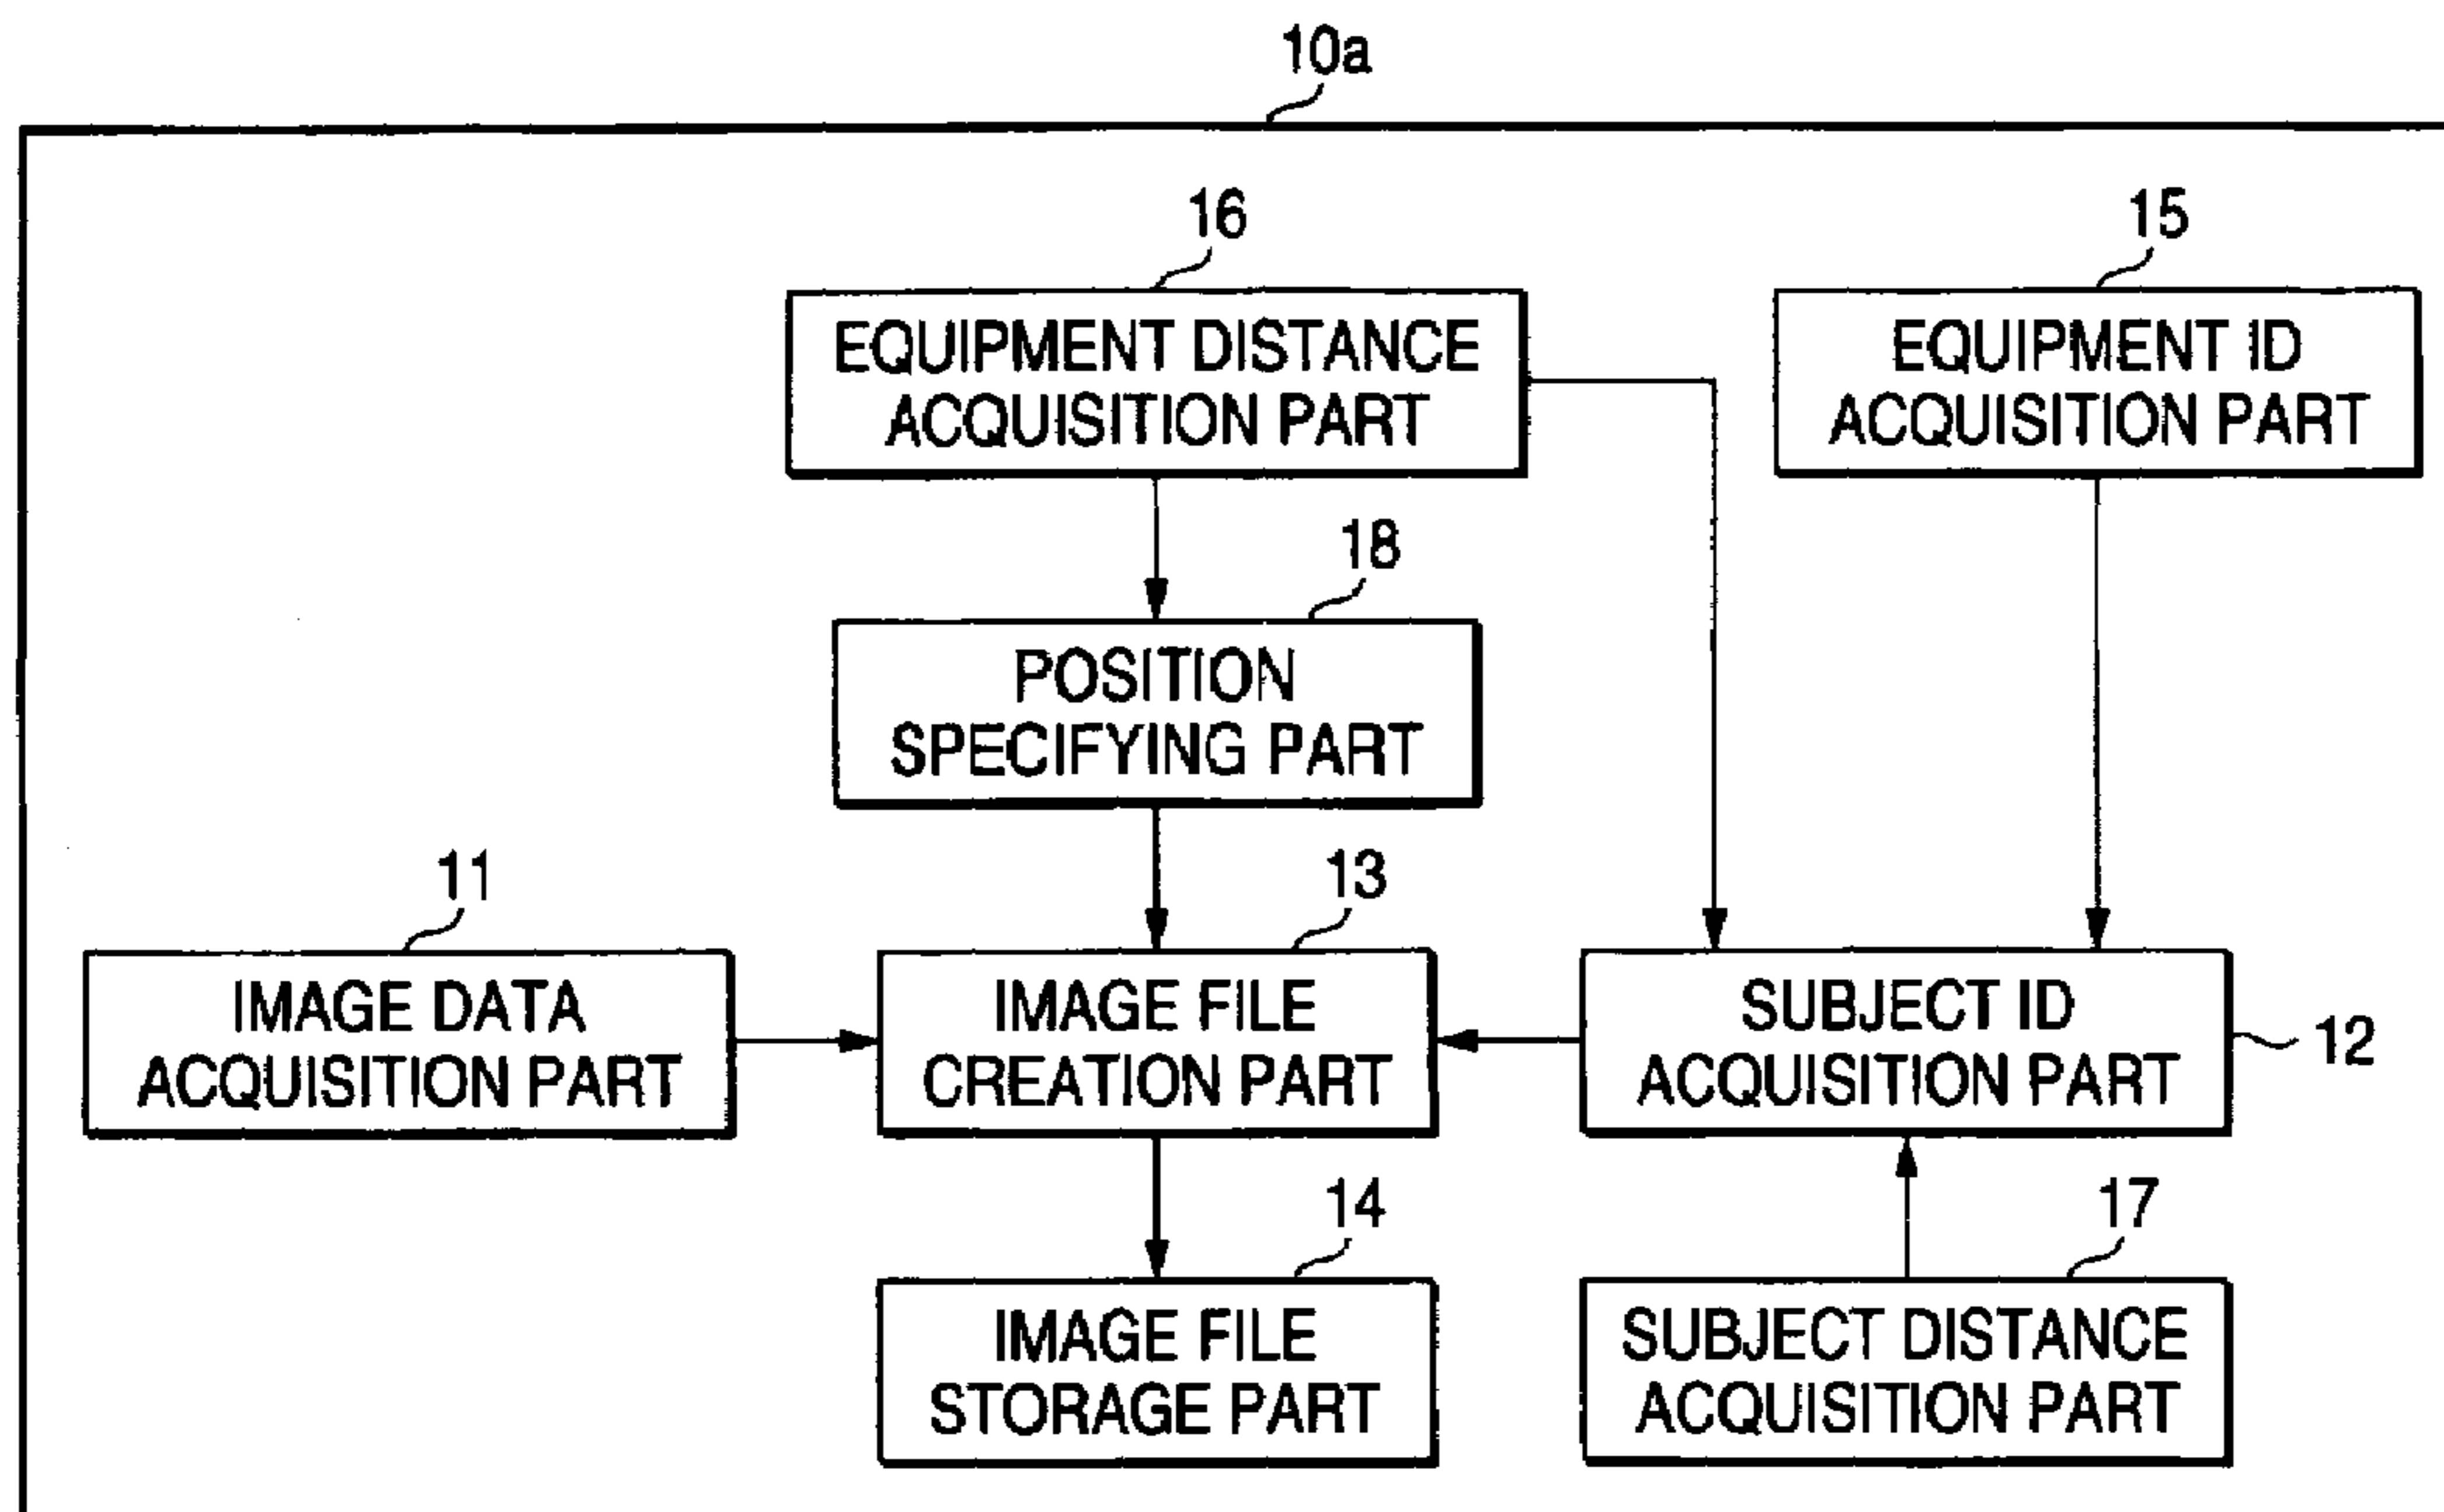 10a
16
15
EQUIPMENT DISTANCE
ACQUISITION PART
EQUIPMENT ID
ACQUISITION PART
18
POSITION
SPECIFYING PART
11
13
IMAGE DATA
ACQUISITION PART
IMAGE FILE
CREATION PART
SUBJECT ID
ACQUISITION PART
12
14
17
IMAGE FILE
STORAGE PART
SUBJECT DISTANCE
ACQUISITION PART